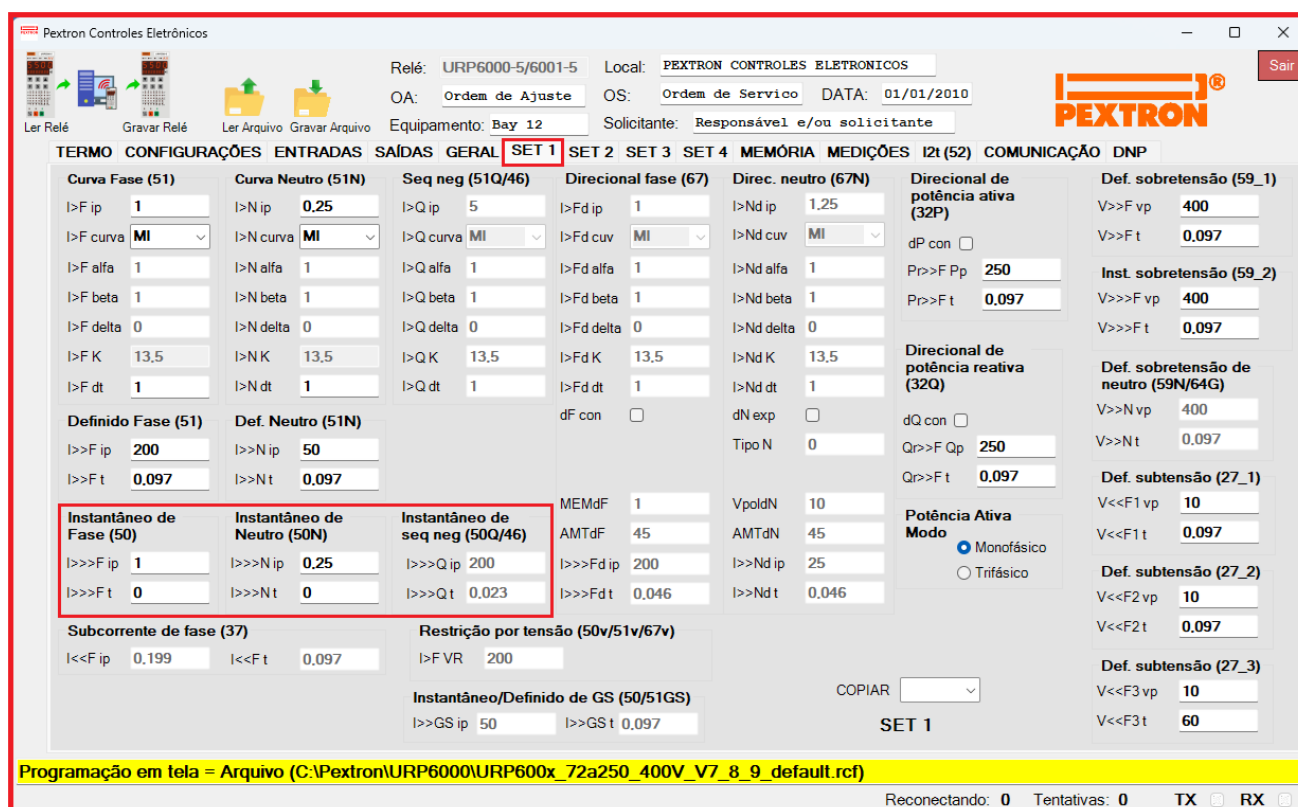 PEXTRON Pextron Controles Eletrônicos
Relé: URP6000-5/6001-5 Local: PEXTRON CONTROLES ELETRONICOS Sair
OA: Ordem de Ajuste OS: Ordem de Servico DATA: 01/01/2010
Equipamento: Bay 12 Solicitante: Responsável e/ou solicitante PEXTRON®
Ler Relé Gravar Relé Ler Arquivo Gravar Arquivo
TERMO CONFIGURAÇÕES ENTRADAS SAÍDAS GERAL SET 1 SET 2 SET 3 SET 4 MEMÓRIA MEDIÇÕES I2t (52) COMUNICAÇÃO DNP
Curva Fase (51)
I>F ip 1
I>F curva MI
I>F alfa 1
I>F beta 1
I>F delta 0
I>F K 13,5
I>F dt 1
Curva Neutro (51N)
I>N ip 0,25
I>N curva MI
I>N alfa 1
I>N beta 1
I>N delta 0
I>N K 13,5
I>N dt 1
Seq neg (51Q/46)
I>Q ip 5
I>Q curva MI
I>Q alfa 1
I>Q beta 1
I>Q delta 0
I>Q K 13,5
I>Q dt 1
Direcional fase (67)
I>Fd ip 1
I>Fd cuv MI
I>Fd alfa 1
I>Fd beta 1
I>Fd delta 0
I>Fd K 13,5
I>Fd dt 1
dF con
MEMdF 1
AMTdF 45
I>>>Fd ip 200
I>>>Fd t 0,046
Direc. neutro (67N)
I>Nd ip 1,25
I>Nd cuv MI
I>Nd alfa 1
I>Nd beta 1
I>Nd delta 0
I>Nd K 13,5
I>Nd dt 1
dN exp
Tipo N 0
VpoldN 10
AMTdN 45
I>>Nd ip 25
I>>Nd t 0,046
Definido Fase (51)
I>>F ip 200
I>>F t 0,097
Def. Neutro (51N)
I>>N ip 50
I>>N t 0,097
Instantâneo de
Fase (50)
I>>>F ip 1
I>>>F t 0
Instantâneo de
Neutro (50N)
I>>>N ip 0,25
I>>>N t 0
Instantâneo de
seq neg (50Q/46)
I>>>Q ip 200
I>>>Q t 0,023
Subcorrente de fase (37)
I<<F ip 0,199 I<<F t 0,097
Restrição por tensão (50v/51v/67v)
I>F VR 200
Instantâneo/Definido de GS (50/51GS)
I>>GS ip 50 I>>GS t 0,097
Direcional de
potência ativa
(32P)
dP con
Pr>>F Pp 250
Pr>>F t 0,097
Direcional de
potência reativa
(32Q)
dQ con
Qr>>F Qp 250
Qr>>F t 0,097
Potência Ativa
Modo
Monofásico
Trifásico
COPIAR
SET 1
Def. sobretensão (59_1)
V>>F vp 400
V>>F t 0,097
Inst. sobretensão (59_2)
V>>>F vp 400
V>>>F t 0,097
Def. sobretensão de
neutro (59N/64G)
V>>N vp 400
V>>N t 0,097
Def. subtensão (27_1)
V<<F1 vp 10
V<<F1 t 0,097
Def. subtensão (27_2)
V<<F2 vp 10
V<<F2 t 0,097
Def. subtensão (27_3)
V<<F3 vp 10
V<<F3 t 60
Programação em tela = Arquivo (C:\Pextron\URP6000\URP600x_72a250_400V_V7_8_9_default.rcf)
Reconectando: 0 Tentativas: 0 TX RX